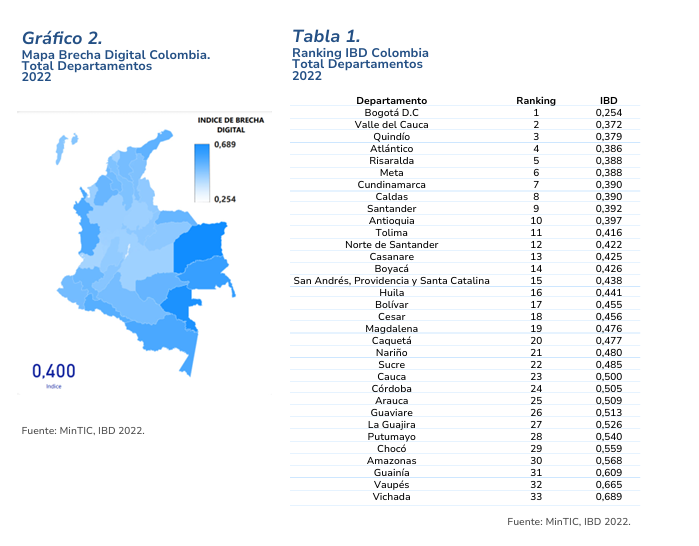 Gráfico 2.
Mapa Brecha Digital Colombia.
Total Departamentos
2022
INDICE DE BRECHA
DIGITAL
0,689
0,254
0,400
Indice
Fuente: MinTIC, IBD 2022.
Tabla 1.
Ranking IBD Colombia
Total Departamentos
2022
Departamento Ranking IBD
Bogotá D.C 1 0,254
Valle del Cauca 2 0,372
Quindío 3 0,379
Atlántico 4 0,386
Risaralda 5 0,388
Meta 6 0,388
Cundinamarca 7 0,390
Caldas 8 0,390
Santander 9 0,392
Antioquia 10 0,397
Tolima 11 0,416
Norte de Santander 12 0,422
Casanare 13 0,425
Boyacá 14 0,426
San Andrés, Providencia y Santa Catalina 15 0,438
Huila 16 0,441
Bolívar 17 0,455
Cesar 18 0,456
Magdalena 19 0,476
Caquetá 20 0,477
Nariño 21 0,480
Sucre 22 0,485
Cauca 23 0,500
Córdoba 24 0,505
Arauca 25 0,509
Guaviare 26 0,513
La Guajira 27 0,526
Putumayo 28 0,540
Chocó 29 0,559
Amazonas 30 0,568
Guainía 31 0,609
Vaupés 32 0,665
Vichada 33 0,689
Fuente: MinTIC, IBD 2022.